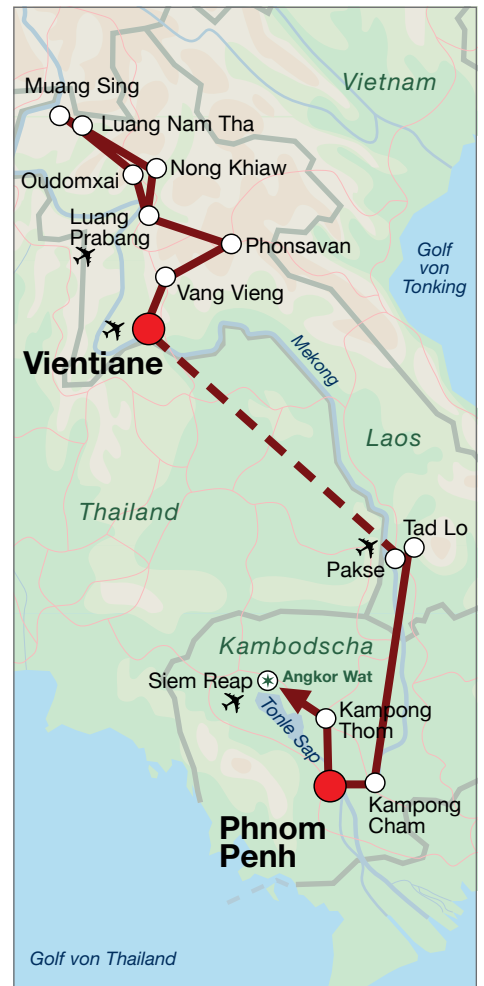 Vietnam
Muang Sing
Luang Nam Tha
Nong Khiaw
Oudomxai
Luang
Prabang
Phonsavan
Golf
von
Tonking
Vang Vieng
Vientiane
Mekong
Laos
Thailand
Tad Lo
Pakse
Kambodscha
Siem Reap
Angkor Wat
Tonle Sap
Kampong
Thom
Kampong
Cham
Phnom
Penh
Golf von Thailand